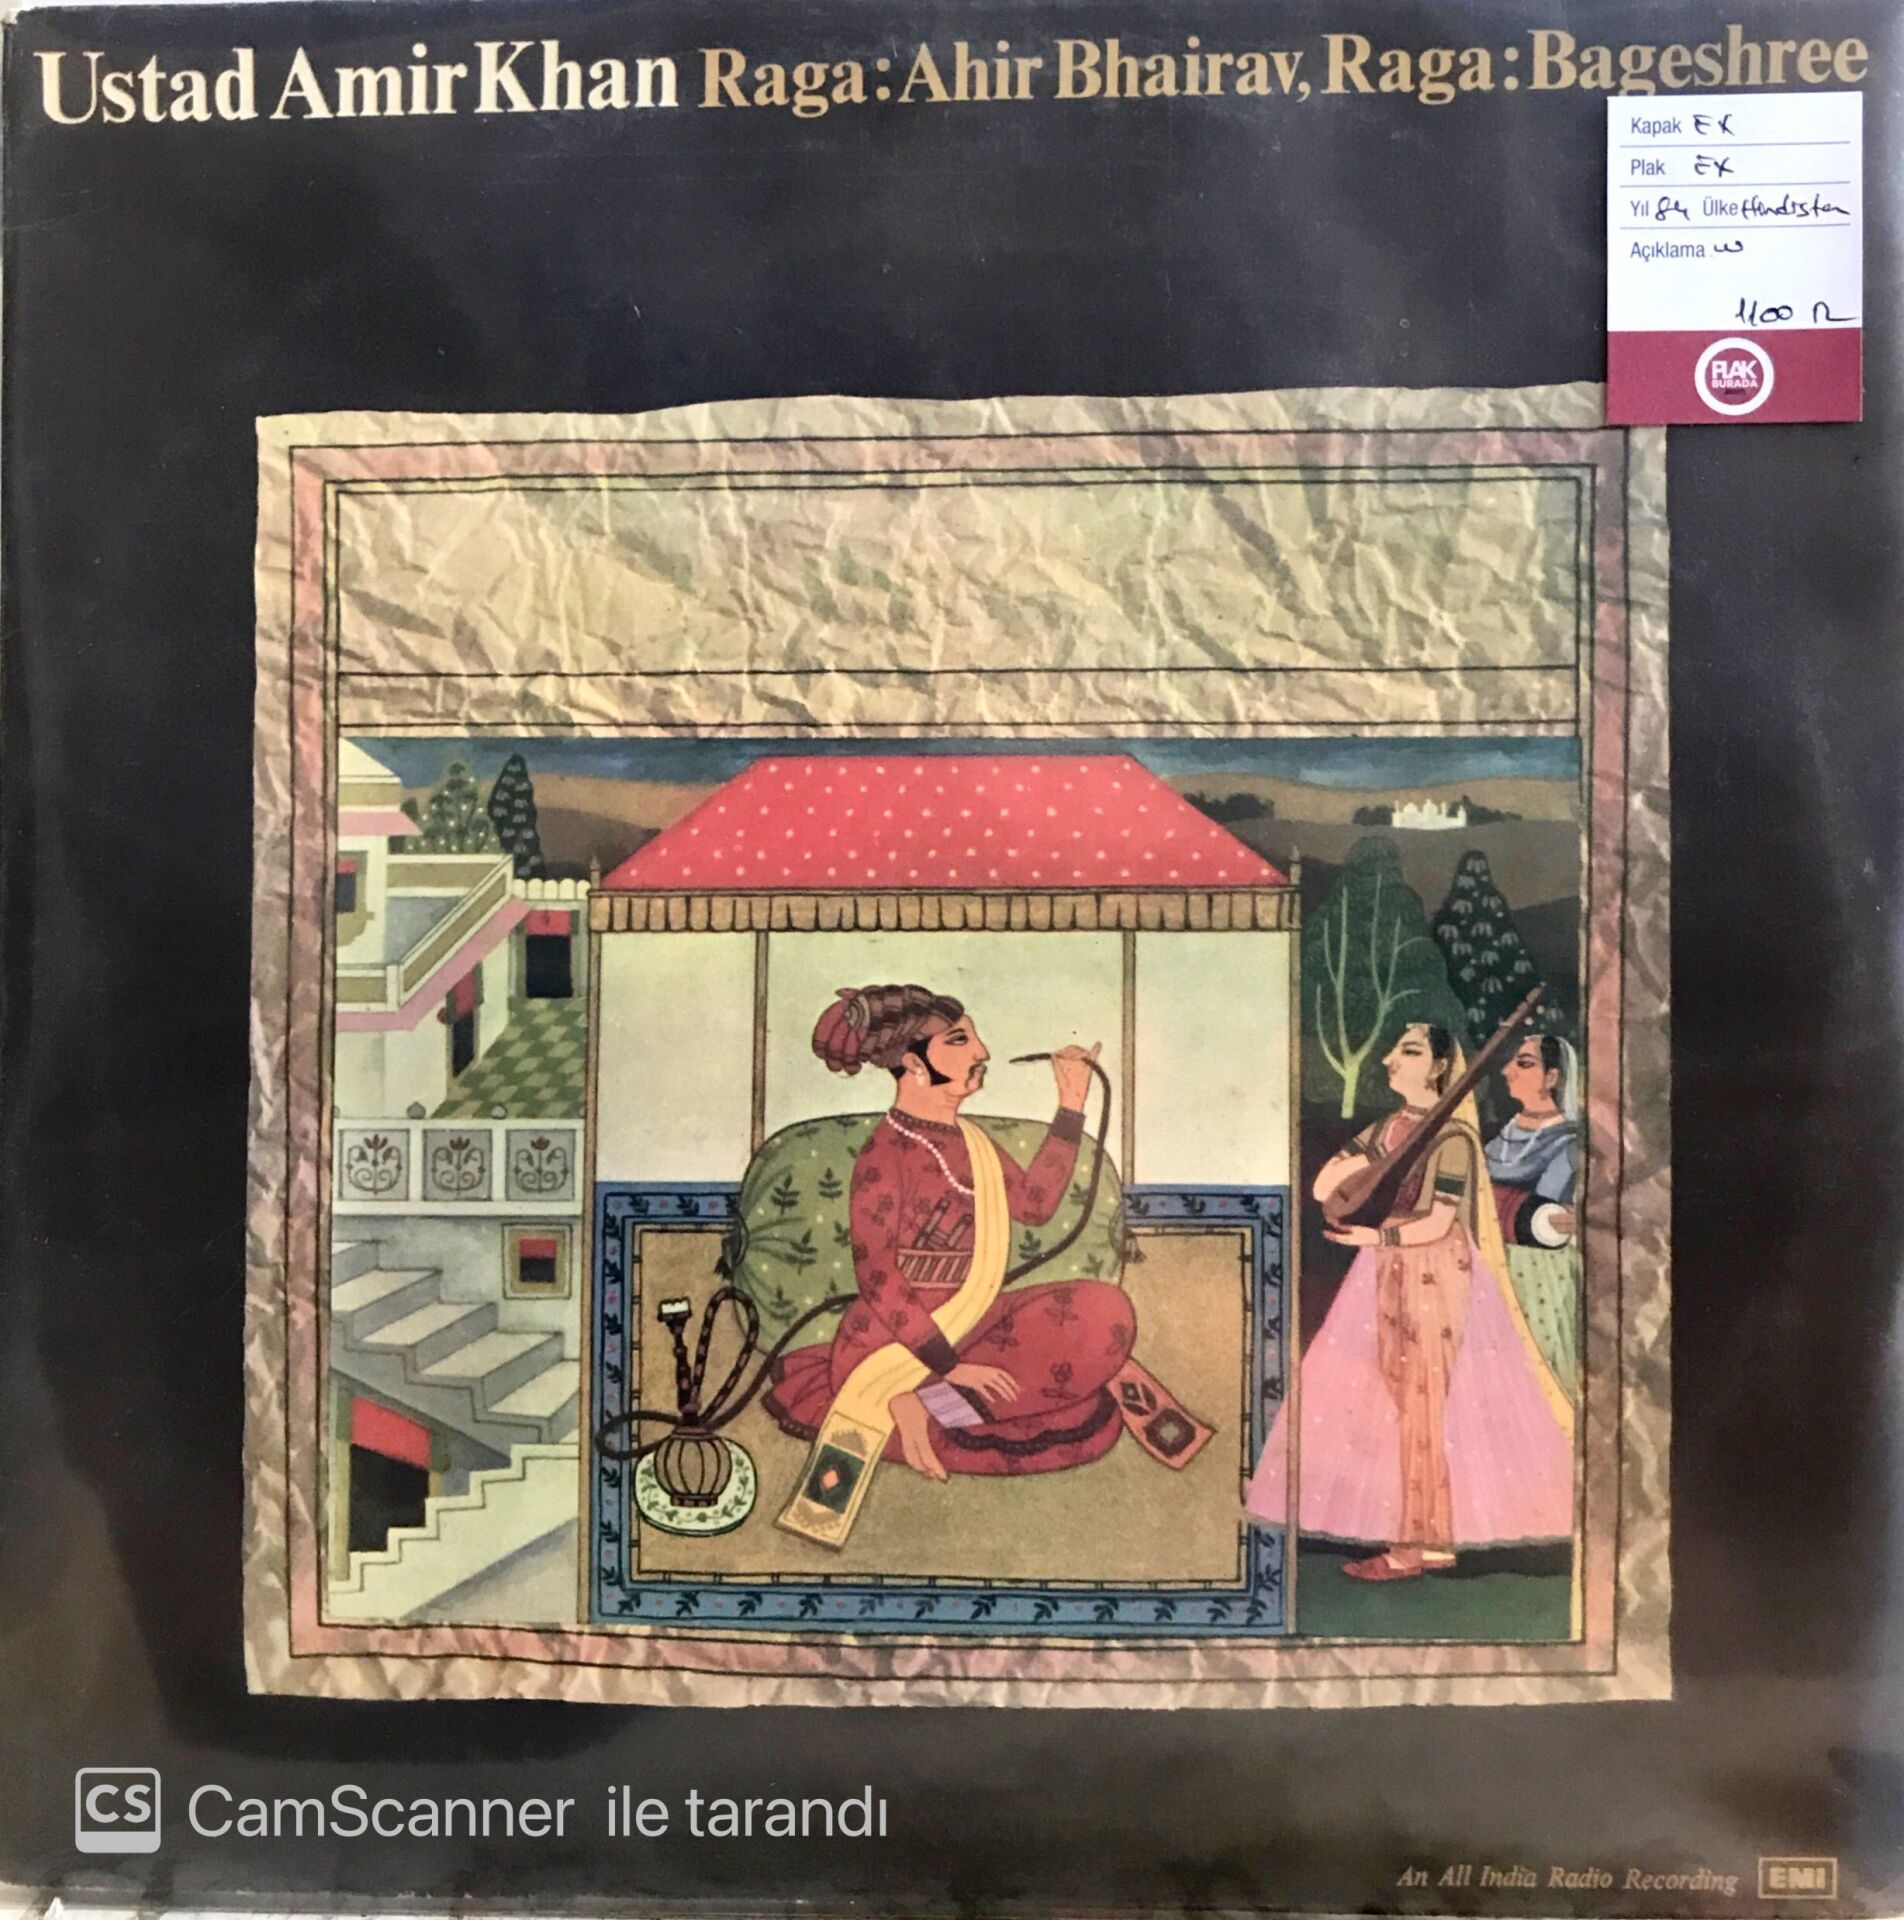 Ustad Amir Khan Raga: Ahir Bhairav, Raga: Bageshree
Kapak EX
Plak EX
Yıl 84 Ülke Hindistan
Açıklama
1100 TL
PLAK
BURADA
CS CamScanner ile tarandı
An All India Radio Recording EMI